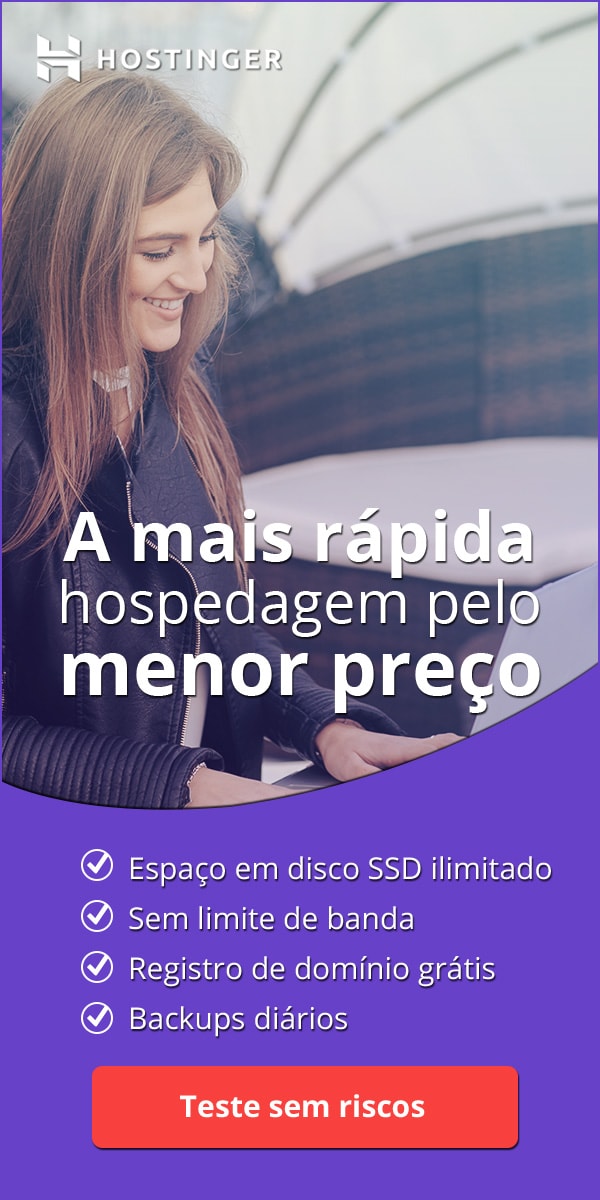 HOSTINGER
A mais rápida
hospedagem pelo
menor preço
Espaço em disco SSD ilimitado
Sem limite de banda
Registro de domínio grátis
Backups diários
Teste sem riscos